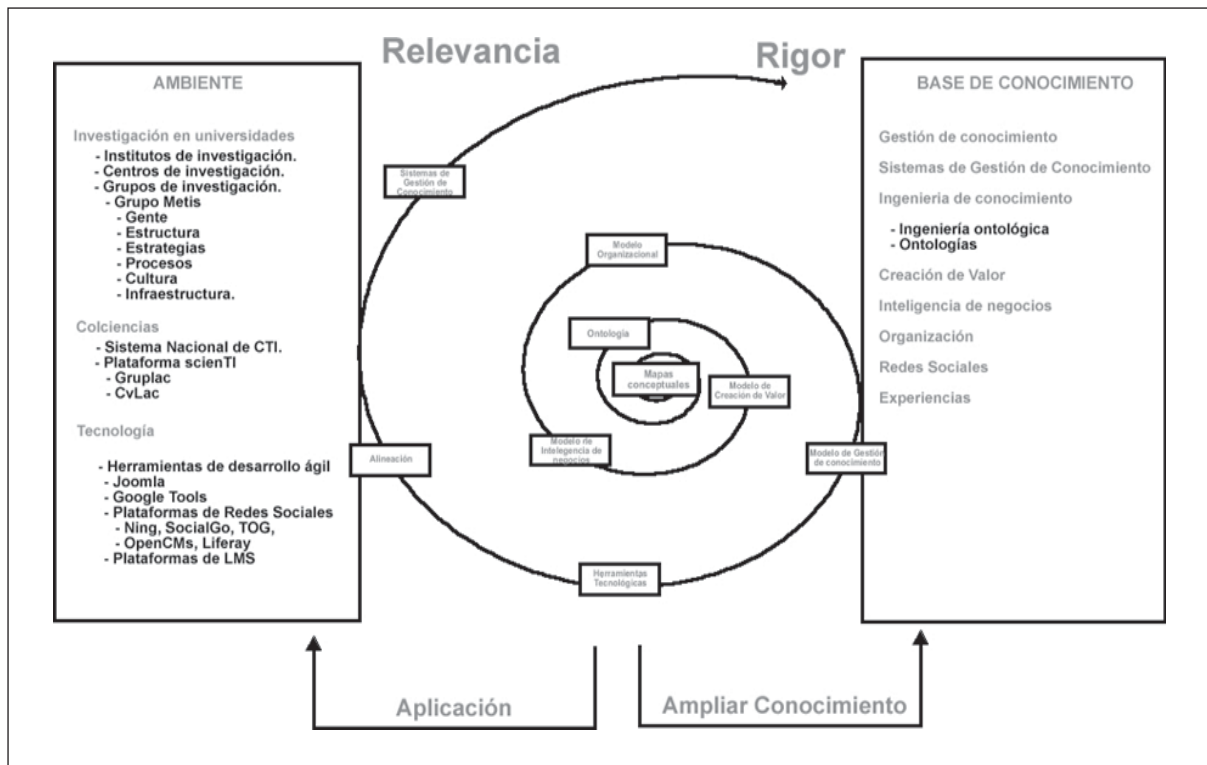 Relevancia
Rigor
AMBIENTE
Investigación en universidades
- Institutos de investigación.
- Centros de investigación.
- Grupos de investigación.
- Grupo Metis
- Gente
- Estructura
- Estrategias
- Procesos
- Cultura
- Infraestructura.
Colciencias
- Sistema Nacional de CTI.
- Plataforma scienTI
- Gruplac
- CvLac
Tecnología
- Herramientas de desarrollo ágil
- Joomla
- Google Tools
- Plataformas de Redes Sociales
- Ning, SocialGo, TOG,
- OpenCMs, Liferay
- Plataformas de LMS
Sistemas de
Gestión de
Conocimiento
Modelo
Organizacional
Ontología
Mapas
conceptuales
Modelo de
Creación de Valor
Modelo de
Intelegencia de
negocios
Alineación
Modelo de Gestión
de conocimiento
Herramientas
Tecnológicas
BASE DE CONOCIMIENTO
Gestión de conocimiento
Sistemas de Gestión de Conocimiento
Ingenieria de conocimiento
- Ingeniería ontológica
- Ontologías
Creación de Valor
Inteligencia de negocios
Organización
Redes Sociales
Experiencias
Aplicación
Ampliar Conocimiento